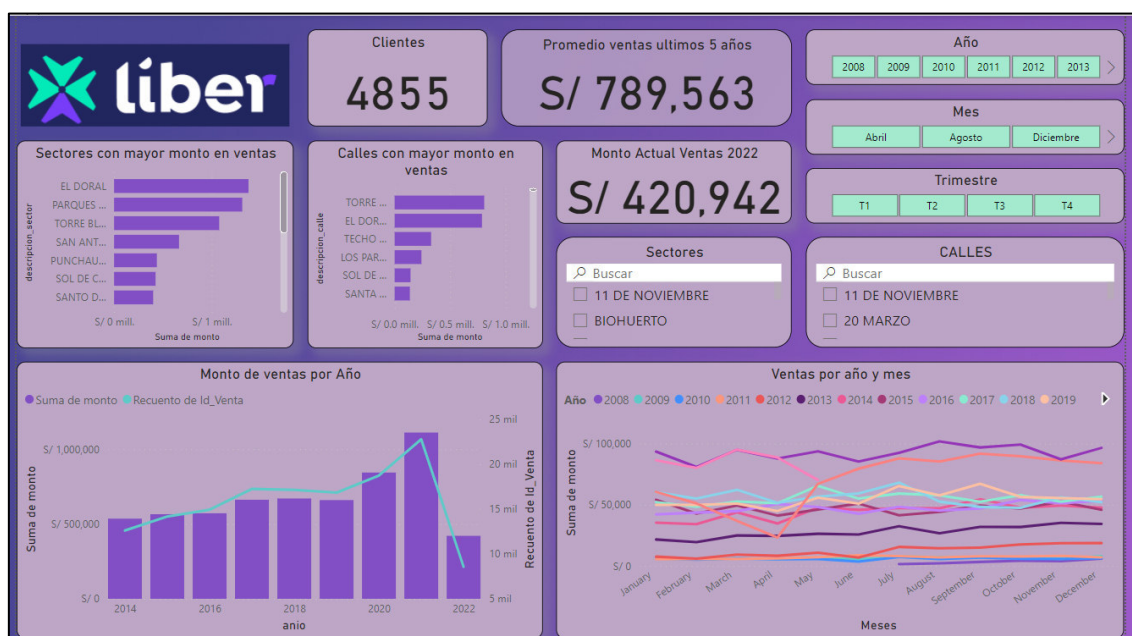 liber
Clientes
4855
Promedio ventas ultimos 5 años
S/ 789,563
Año
2008 2009 2010 2011 2012 2013
Mes
Abril Agosto Diciembre
Trimestre
T1 T2 T3 T4
Sectores con mayor monto en ventas
descripcion_sector
EL DORAL
PARQUES ...
TORRE BL...
SAN ANT...
PUNCHAU...
SOL DE C...
SANTO D...
S/ 0 mill. S/ 1 mill.
Suma de monto
Calles con mayor monto en
ventas
descripcion_calle
TORRE ...
EL DOR...
TECHO ...
LOS PAR...
SOL DE ...
SANTA ...
S/ 0.0 mill. S/ 0.5 mill. S/ 1.0 mill.
Suma de monto
Monto Actual Ventas 2022
S/ 420,942
Sectores
Buscar
11 DE NOVIEMBRE
BIOHUERTO
CALLES
Buscar
11 DE NOVIEMBRE
20 MARZO
Monto de ventas por Año
Suma de monto Recuento de Id_Venta
Suma de monto
S/ 1,000,000
S/ 500,000
S/ 0
25 mil
20 mil
15 mil
10 mil
5 mil
Recuento de Id_Venta
2014 2016 2018 2020 2022
anio
Ventas por año y mes
Año 2008 2009 2010 2011 2012 2013 2014 2015 2016 2017 2018 2019
Suma de monto
S/ 100,000
S/ 50,000
S/ 0
January February March April May June July August September October November December
Meses